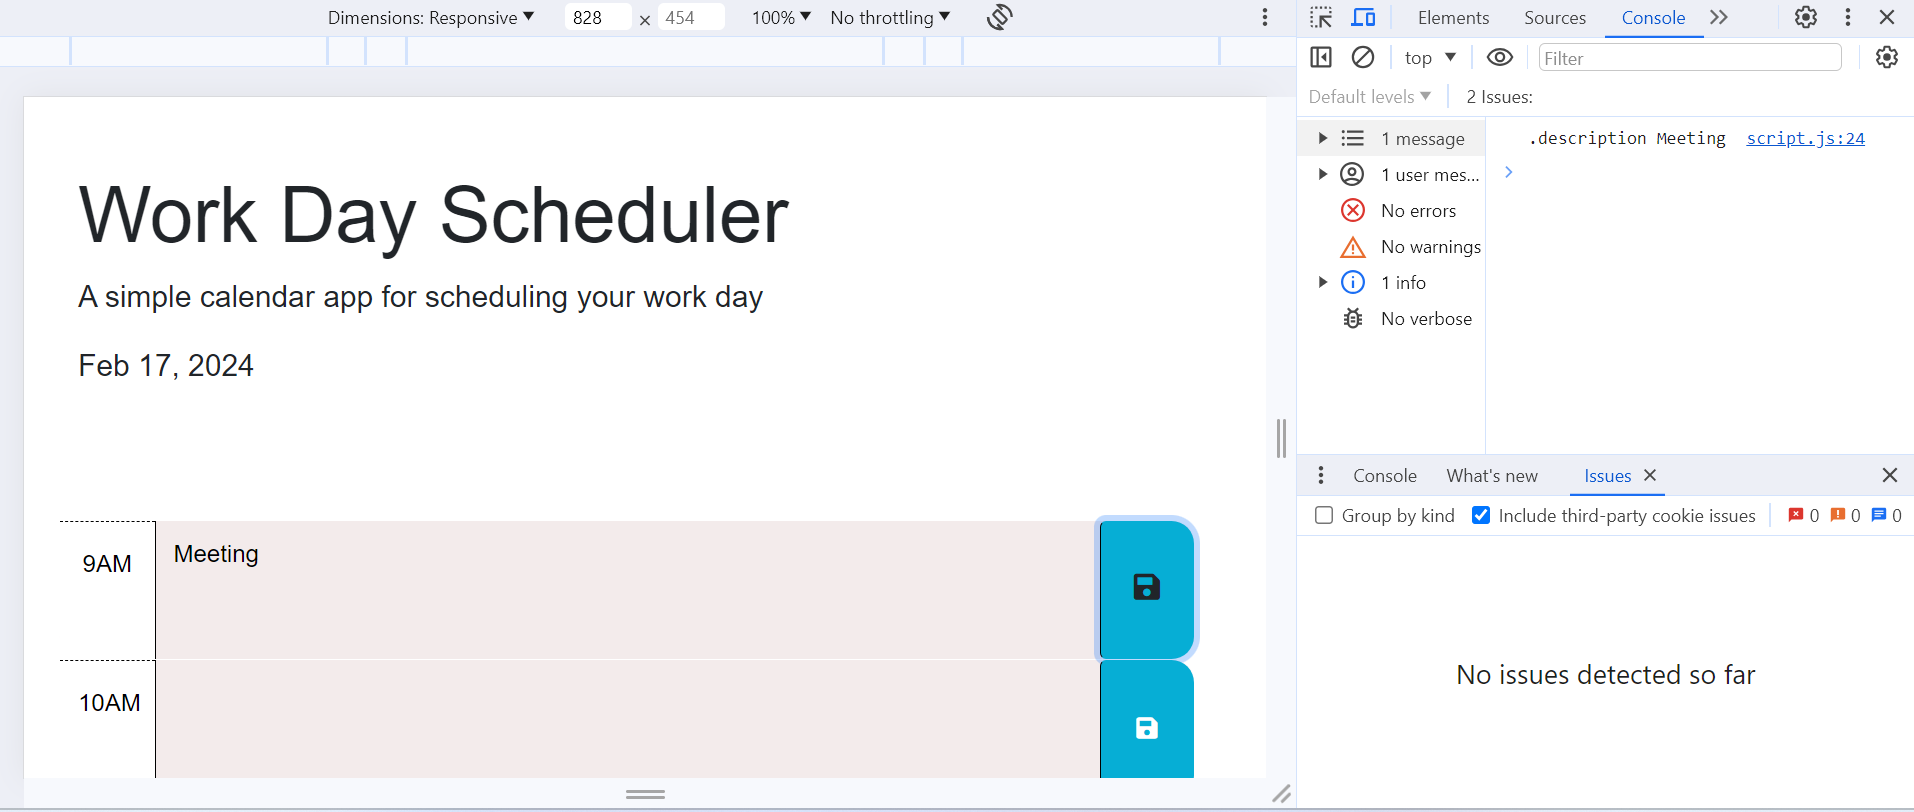 Dimensions: Responsive 828 × 454 100% No throttling
Work Day Scheduler
A simple calendar app for scheduling your work day
Feb 17, 2024
9AM Meeting
10AM
Elements Sources Console
top Filter
Default levels 2 Issues:
1 message
1 user mes...
No errors
No warnings
1 info
No verbose
.description Meeting script.js:24
Console What's new Issues
Group by kind Include third-party cookie issues 0 0 0
No issues detected so far